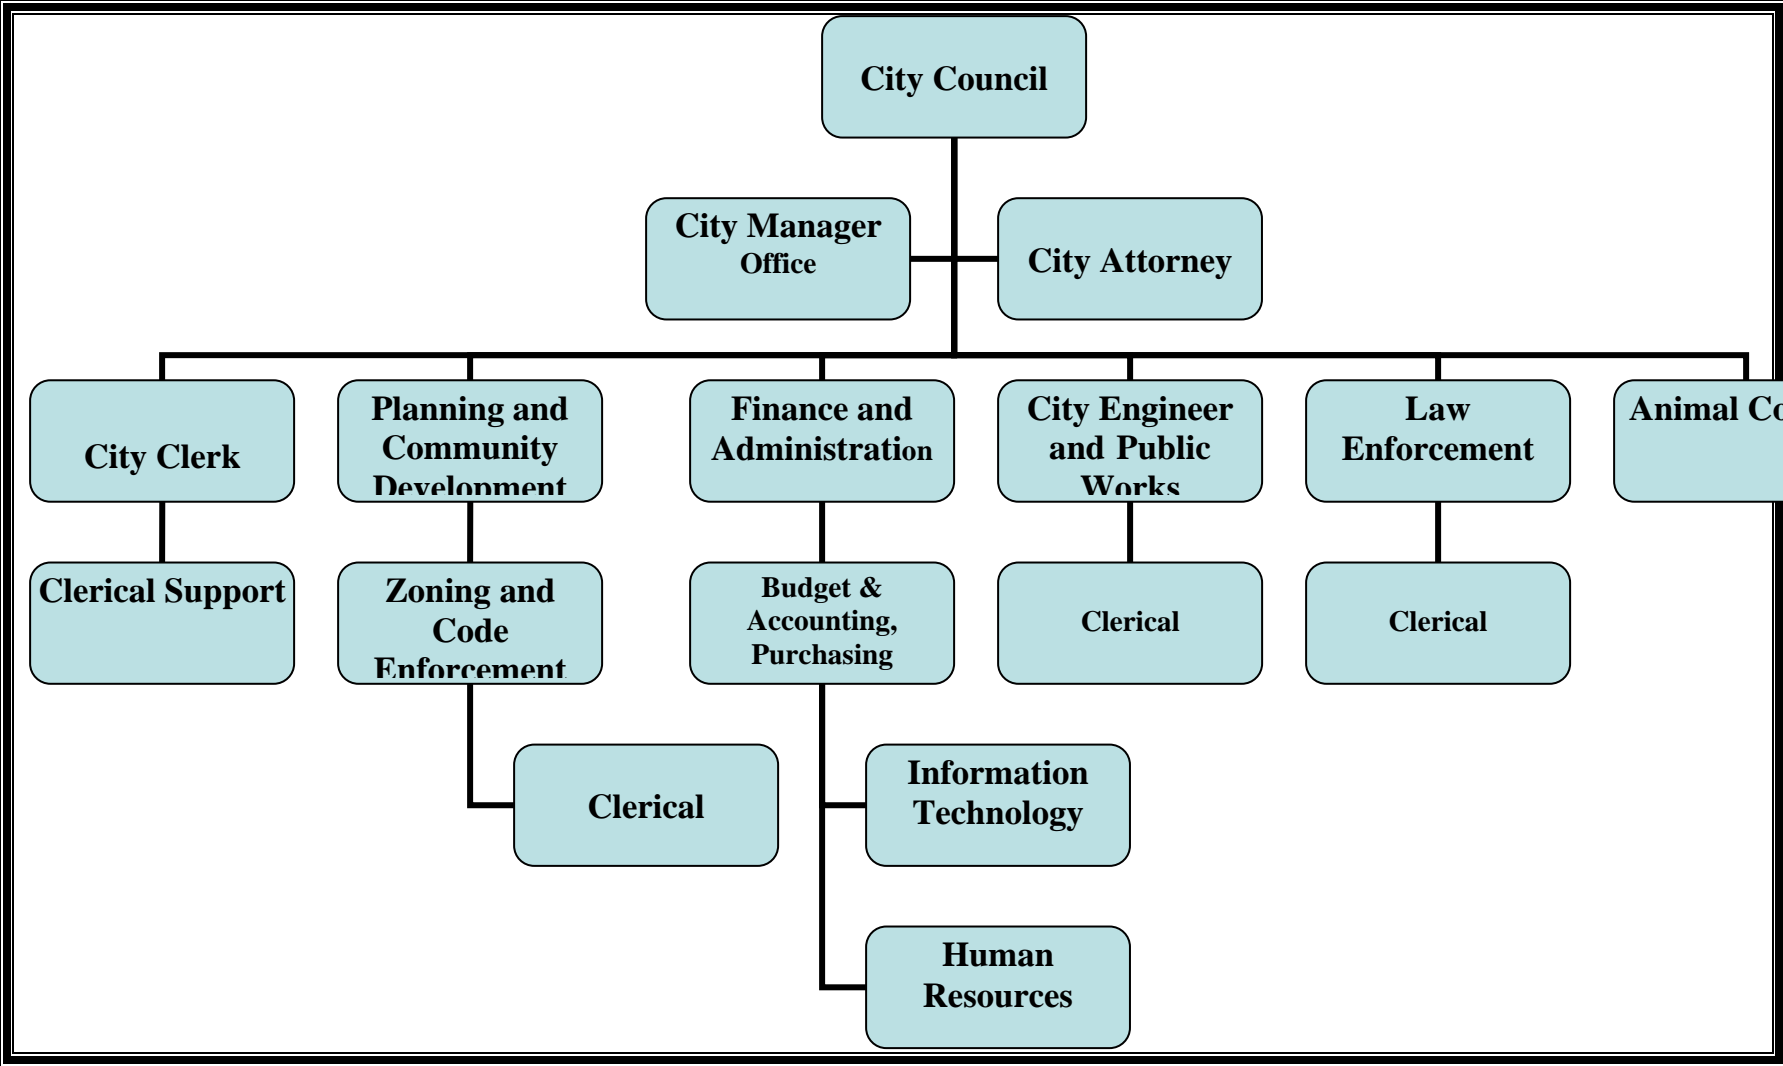 City Council
City Manager
Office
City Attorney
City Clerk
Planning and
Community
Development
Finance and
Administration
City Engineer
and Public
Works
Law
Enforcement
Animal
Clerical Support
Zoning and
Code
Enforcement
Budget &
Accounting,
Purchasing
Clerical
Clerical
Clerical
Information
Technology
Human
Resources